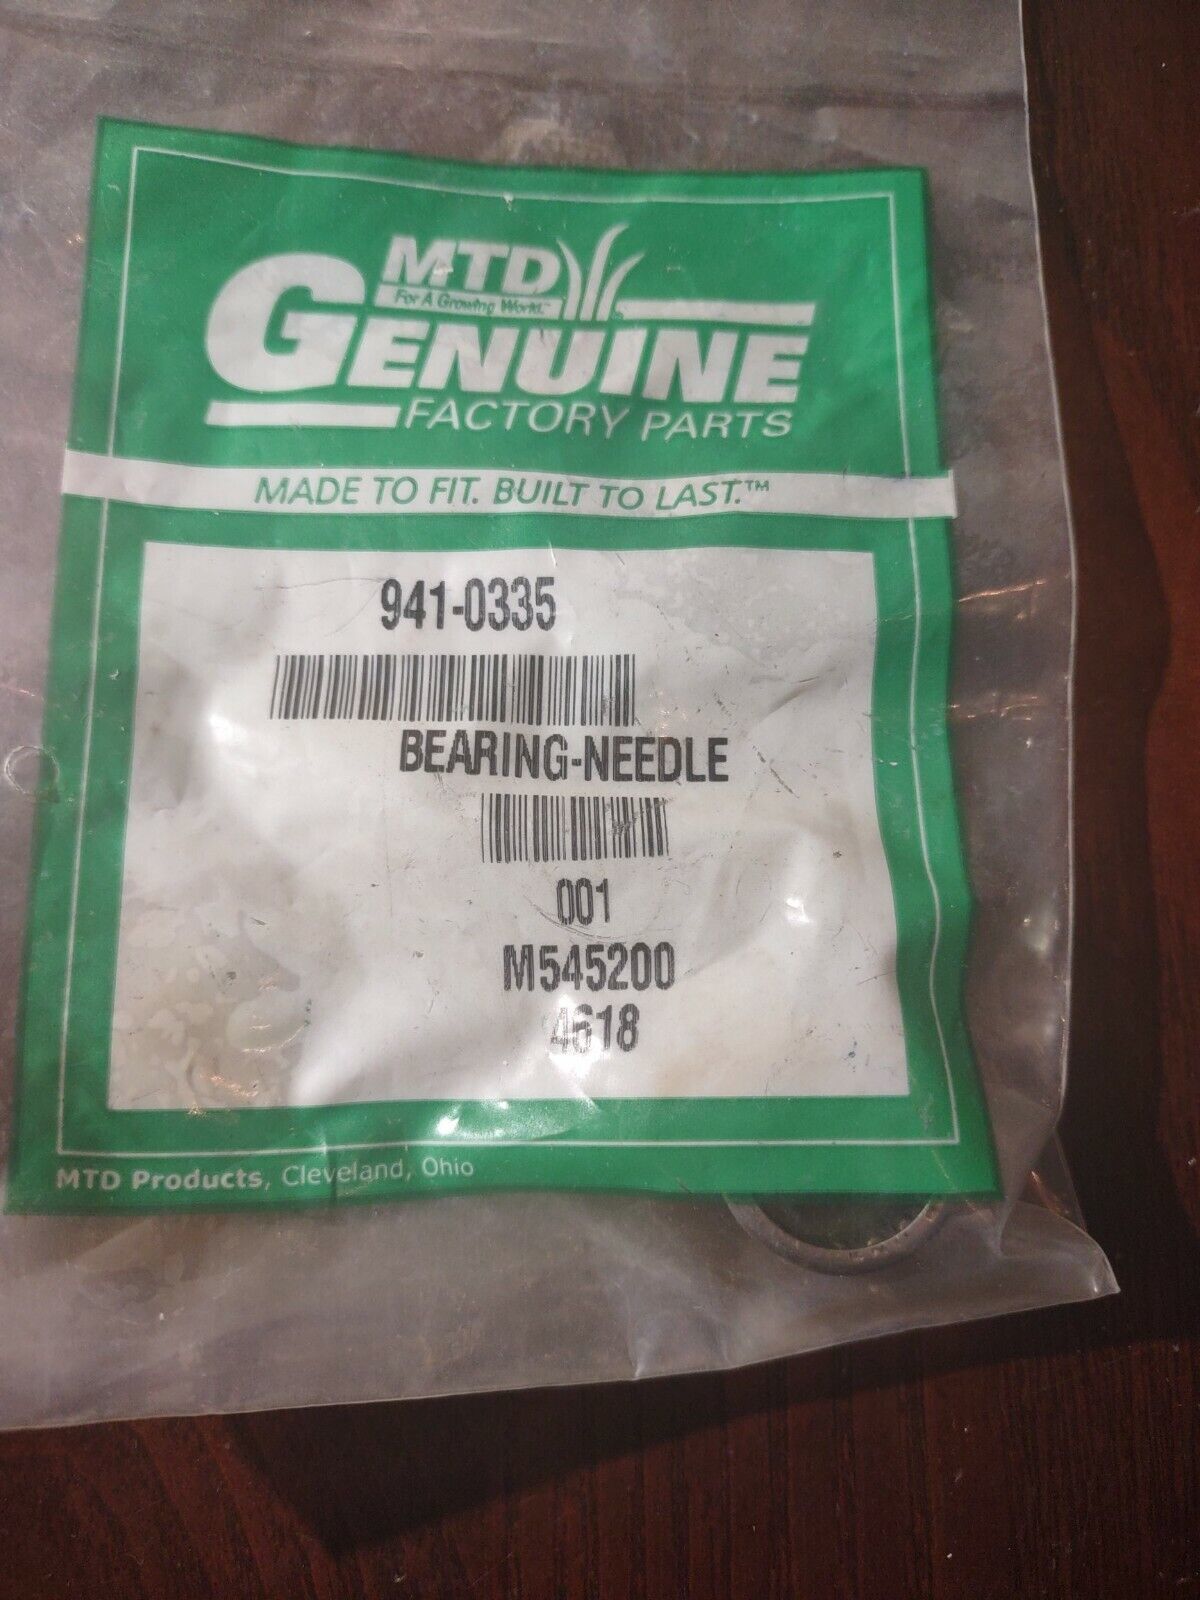 MTD
For A Growing World.™
GENUINE
FACTORY PARTS
MADE TO FIT. BUILT TO LAST.™
941-0335
BEARING-NEEDLE
001
M545200
4618
MTD Products, Cleveland, Ohio